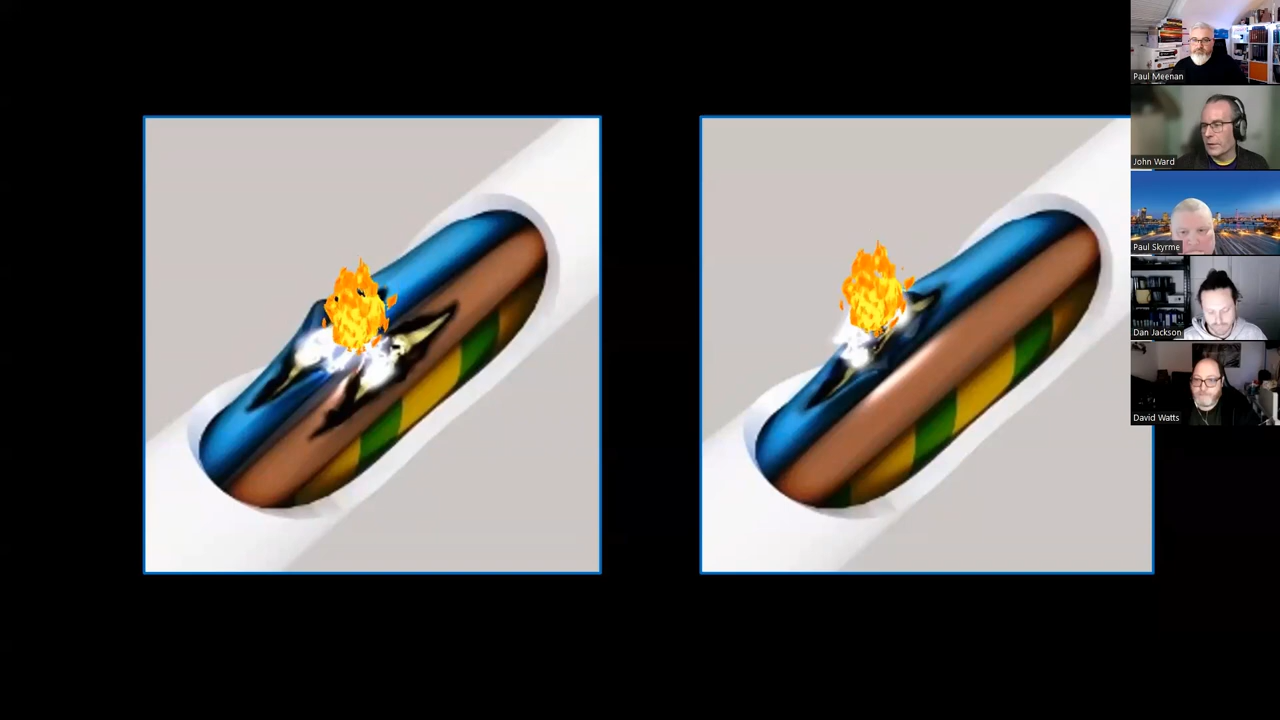 Paul Meenan
John Ward
Paul Skyrme
Dan Jackson
David Watts